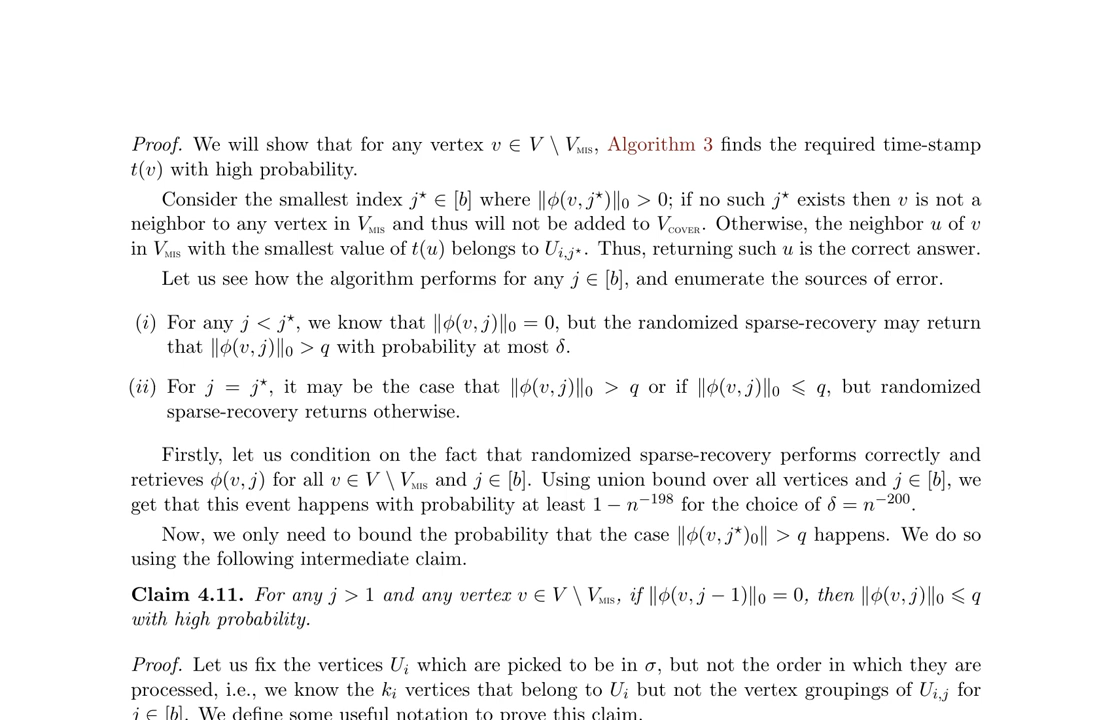 Proof. We will show that for any vertex v ∈ V \ V_MIS, Algorithm 3 finds the required time-stamp
t(v) with high probability.
Consider the smallest index j⋆ ∈ [b] where ‖ϕ(v, j⋆)‖₀ > 0; if no such j⋆ exists then v is not a
neighbor to any vertex in V_MIS and thus will not be added to V_COVER. Otherwise, the neighbor u of v
in V_MIS with the smallest value of t(u) belongs to U_{i,j⋆}. Thus, returning such u is the correct answer.
Let us see how the algorithm performs for any j ∈ [b], and enumerate the sources of error.
(i) For any j < j⋆, we know that ‖ϕ(v, j)‖₀ = 0, but the randomized sparse-recovery may return
that ‖ϕ(v, j)‖₀ > q with probability at most δ.
(ii) For j = j⋆, it may be the case that ‖ϕ(v, j)‖₀ > q or if ‖ϕ(v, j)‖₀ ⩽ q, but randomized
sparse-recovery returns otherwise.
Firstly, let us condition on the fact that randomized sparse-recovery performs correctly and
retrieves ϕ(v, j) for all v ∈ V \ V_MIS and j ∈ [b]. Using union bound over all vertices and j ∈ [b], we
get that this event happens with probability at least 1 − n^{−198} for the choice of δ = n^{−200}.
Now, we only need to bound the probability that the case ‖ϕ(v, j⋆)₀‖ > q happens. We do so
using the following intermediate claim.
Claim 4.11. For any j > 1 and any vertex v ∈ V \ V_MIS, if ‖ϕ(v, j − 1)‖₀ = 0, then ‖ϕ(v, j)‖₀ ⩽ q
with high probability.
Proof. Let us fix the vertices U_i which are picked to be in σ, but not the order in which they are
processed, i.e., we know the k_i vertices that belong to U_i but not the vertex groupings of U_{i,j} for
j ∈ [b]. We define some useful notation to prove this claim.